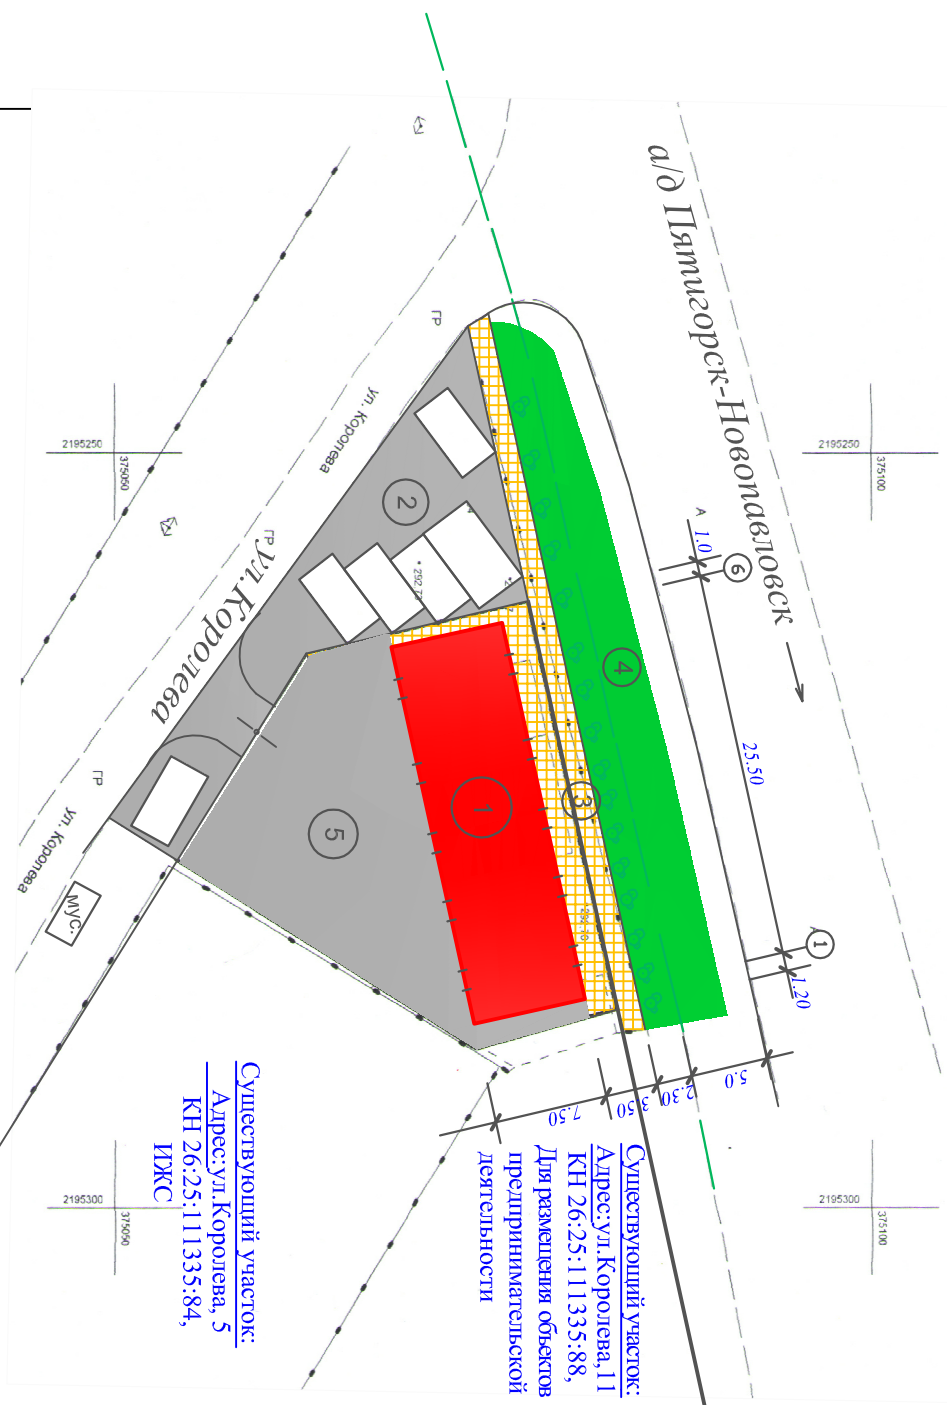 а/д Пятигорск-Новопавловск
ГР
ул. Королева
2195250
375050
2195250
375100
А
1.0
6
2
* 292.72
ГР
ул.Королева
4
25.50
3
1
5
ГР
ул. Королева
мус.
1
1.20
5.0
2.30
3.50
7.50
Существующий участок:
Адрес:ул.Королева,11
КН 26:25:111335:88,
Для размещения объектов
предпринимательской
деятельности
Существующий участок:
Адрес:ул.Королева, 5
КН 26:25:111335:84,
ИЖС
2195300
375050
2195300
375100